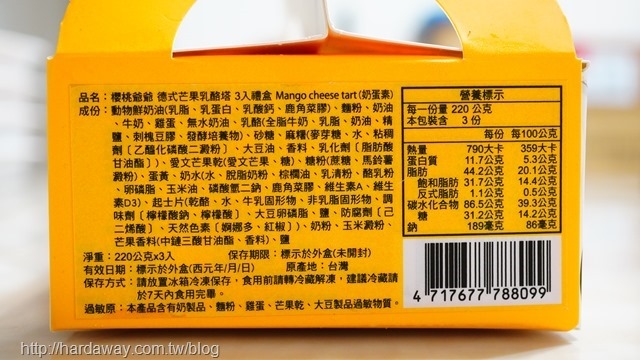 品名：櫻桃爺爺 德式芒果乳酪塔 3入禮盒 Mango cheese tart (奶蛋素)
成份：動物鮮奶油(乳脂、乳蛋白、乳酸鈣、鹿角菜膠)、麵粉、奶油
、牛奶、雞蛋、無水奶油、乳酪(全脂牛奶、乳脂、奶油、精
鹽、刺槐豆膠、發酵培養物)、砂糖、麻糬(麥芽糖、水、粘稠
劑〔乙醯化磷酸二澱粉〕、大豆油、香料、乳化劑〔脂肪酸
甘油酯〕)、愛文芒果乾(愛文芒果、糖)、糖粉(蔗糖、馬鈴薯
澱粉)、蛋黃、奶水(水、脫脂奶粉、棕櫚油、乳清粉、酪乳粉
、卵磷脂、玉米油、磷酸氫二鈉、鹿角菜膠、維生素A、維生
素D3)、起士片(乾酪、水、牛乳固形物、非乳脂固形物、調
味劑〔檸檬酸鈉、檸檬酸〕、大豆卵磷脂、鹽、防腐劑〔己
二烯酸〕、天然色素〔婀娜多、紅椒〕)、奶粉、玉米澱粉、
芒果香料(中鏈三酸甘油酯、香料)、鹽
淨重：220公克x3入 保存期限：標示於外盒(未開封)
有效日期：標示於外盒(西元年/月/日) 原產地：台灣
保存方式：請放置冰箱冷凍保存，食用前請轉冷藏解凍，建議冷藏請
於7天內食用完畢。
過敏原：本產品含有奶製品、麵粉、雞蛋、芒果乾、大豆製品過敏物質。
營養標示
每一份量 220 公克
本包裝含 3 份
每份 每100公克
熱量 790大卡 359大卡
蛋白質 11.7公克 5.3公克
脂肪 44.2公克 20.1公克
飽和脂肪 31.7公克 14.4公克
反式脂肪 1.1公克 0.5公克
碳水化合物 86.5公克 39.3公克
糖 31.2公克 14.2公克
鈉 189毫克 86毫克
4 717677 788099
http://hardaway.com.tw/blog